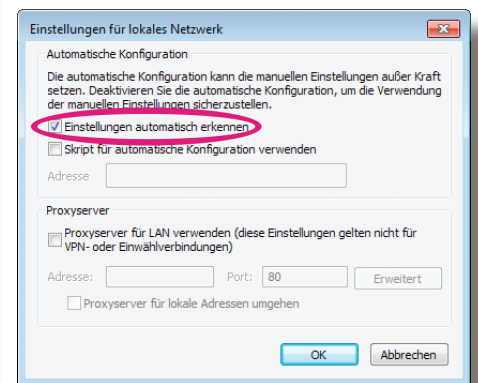 Einstellungen für lokales Netzwerk
Automatische Konfiguration
Die automatische Konfiguration kann die manuellen Einstellungen außer Kraft
setzen. Deaktivieren Sie die automatische Konfiguration, um die Verwendung
der manuellen Einstellungen sicherzustellen.
Einstellungen automatisch erkennen
Skript für automatische Konfiguration verwenden
Adresse
Proxyserver
Proxyserver für LAN verwenden (diese Einstellungen gelten nicht für
VPN- oder Einwählverbindungen)
Adresse: Port: 80 Erweitert
Proxyserver für lokale Adressen umgehen
OK Abbrechen